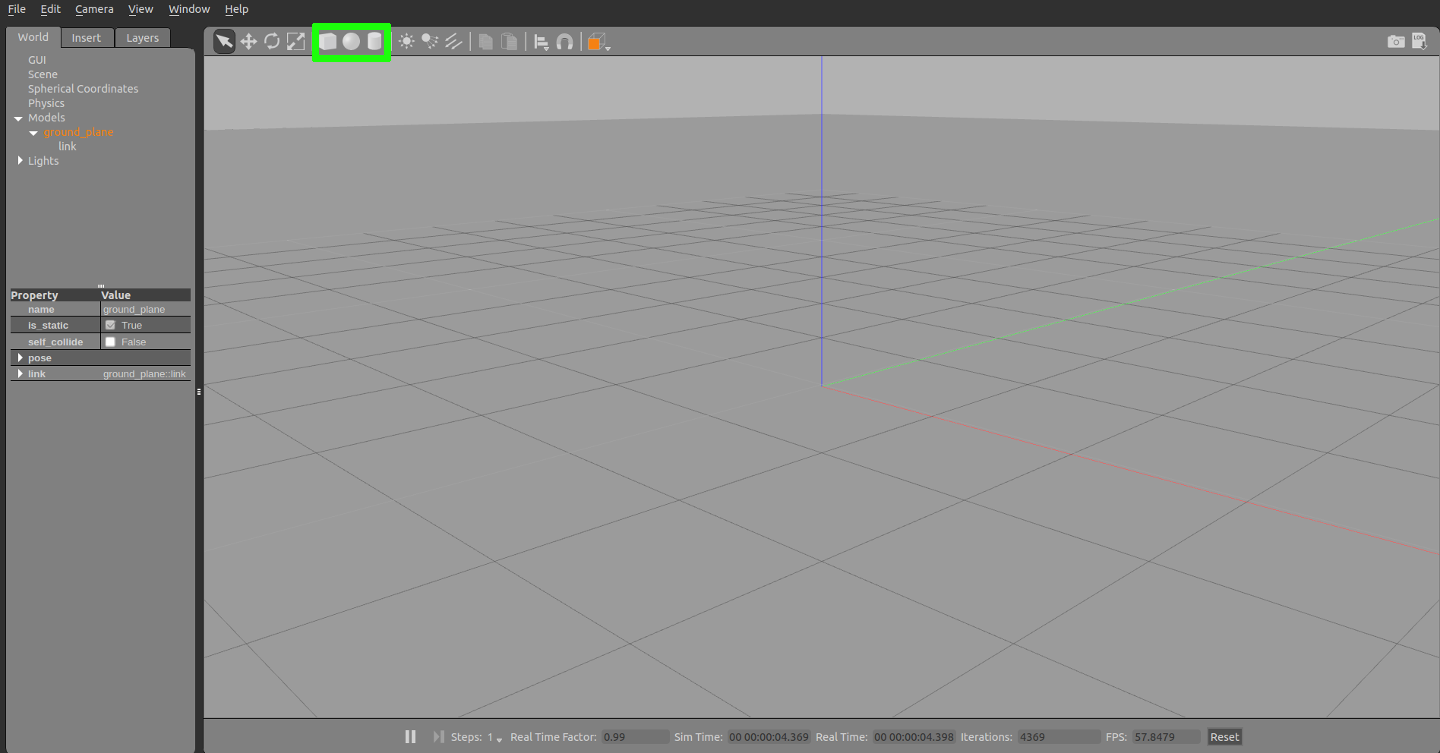 File Edit Camera View Window Help
World Insert Layers
GUI
Scene
Spherical Coordinates
Physics
Models
ground_plane
link
Lights
Property Value
name ground_plane
is_static True
self_collide False
pose
link ground_plane::link
LOG
Steps: 1 Real Time Factor: 0.99 Sim Time: 00 00:00:04.369 Real Time: 00 00:00:04.398 Iterations: 4369 FPS: 57.8479 Reset